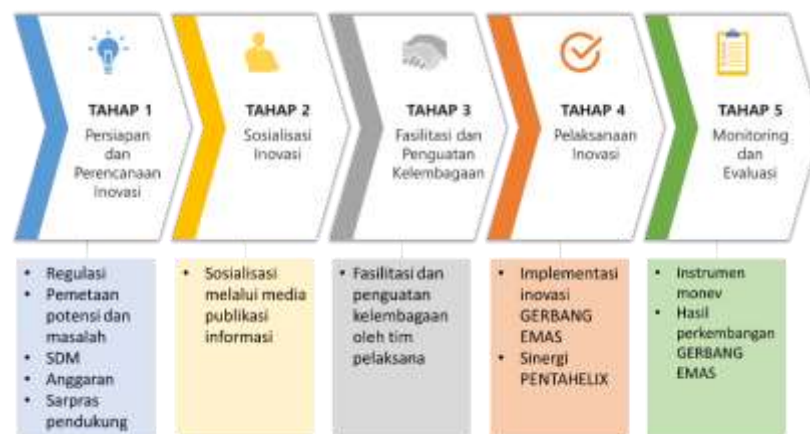 TAHAP 1
Persiapan
dan
Perencanaan
Inovasi
TAHAP 2
Sosialisasi
Inovasi
TAHAP 3
Fasilitasi dan
Penguatan
Kelembagaan
TAHAP 4
Pelaksanaan
Inovasi
TAHAP 5
Monitoring
dan
Evaluasi
• Regulasi
• Pemetaan
potensi dan
masalah
• SDM
• Anggaran
• Sarpras
pendukung
• Sosialisasi
melalui media
publikasi
informasi
• Fasilitasi dan
penguatan
kelembagaan
oleh tim
pelaksana
• Implementasi
inovasi
GERBANG
EMAS
• Sinergi
PENTAHELIX
• Instrumen
monev
• Hasil
perkembangan
GERBANG
EMAS